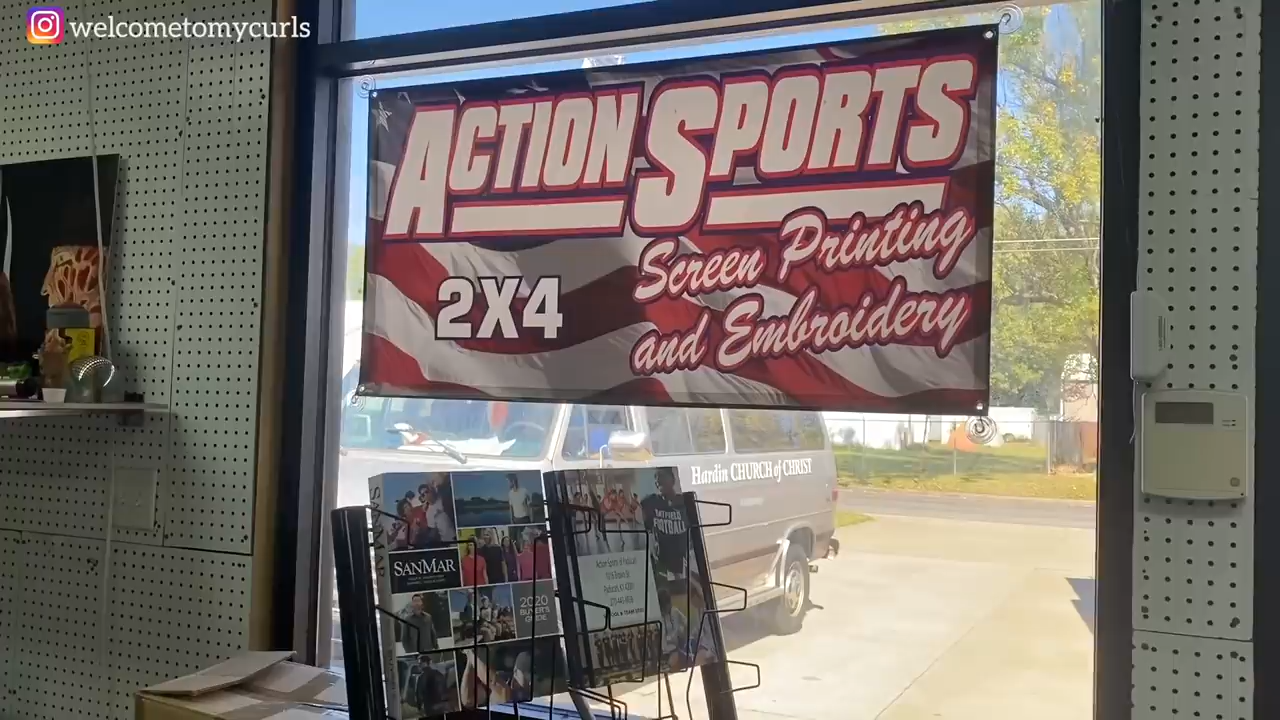 welcometomycurls
ACTION SPORTS
Screen Printing
2X4
and Embroidery
Hardin CHURCH of CHRIST
SANMAR
2020
BUYER'S
GUIDE
FOOTBALL